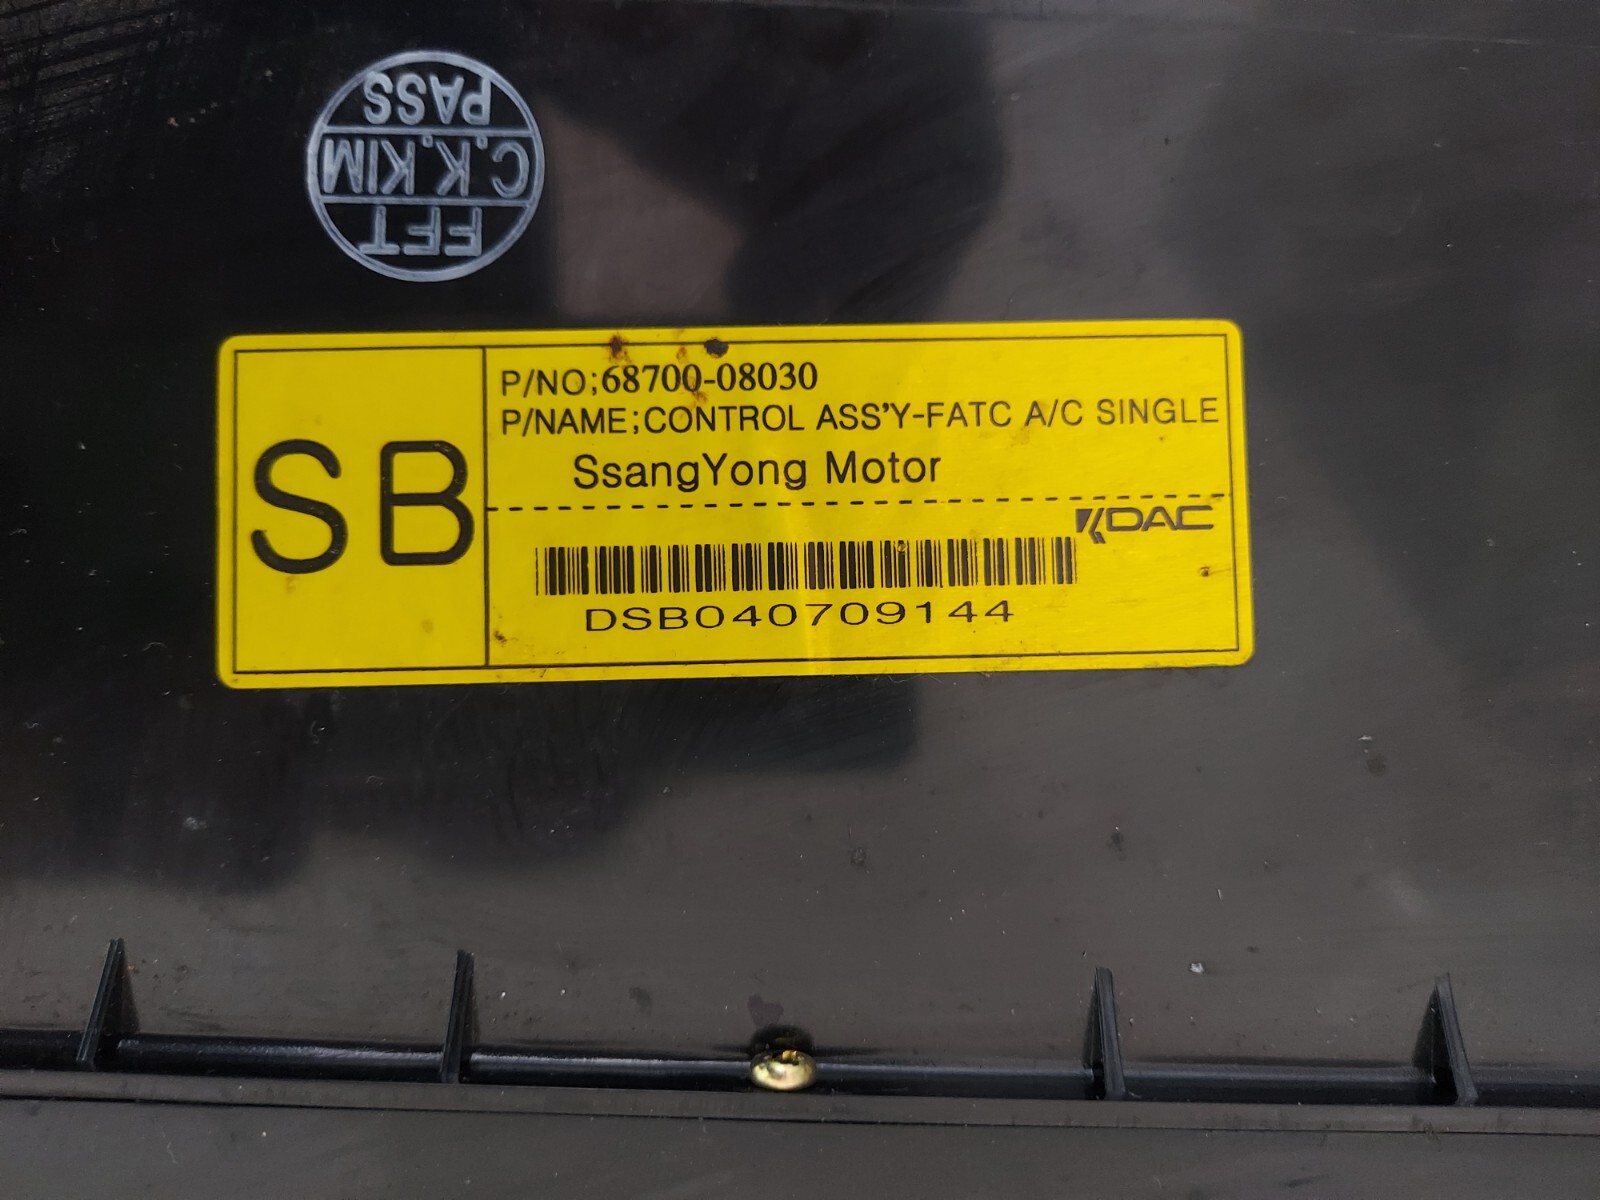 FFT
C.K.KIM
PASS
SB
P/NO;68700-08030
P/NAME;CONTROL ASS'Y-FATC A/C SINGLE
SsangYong Motor
DAC
DSB040709144